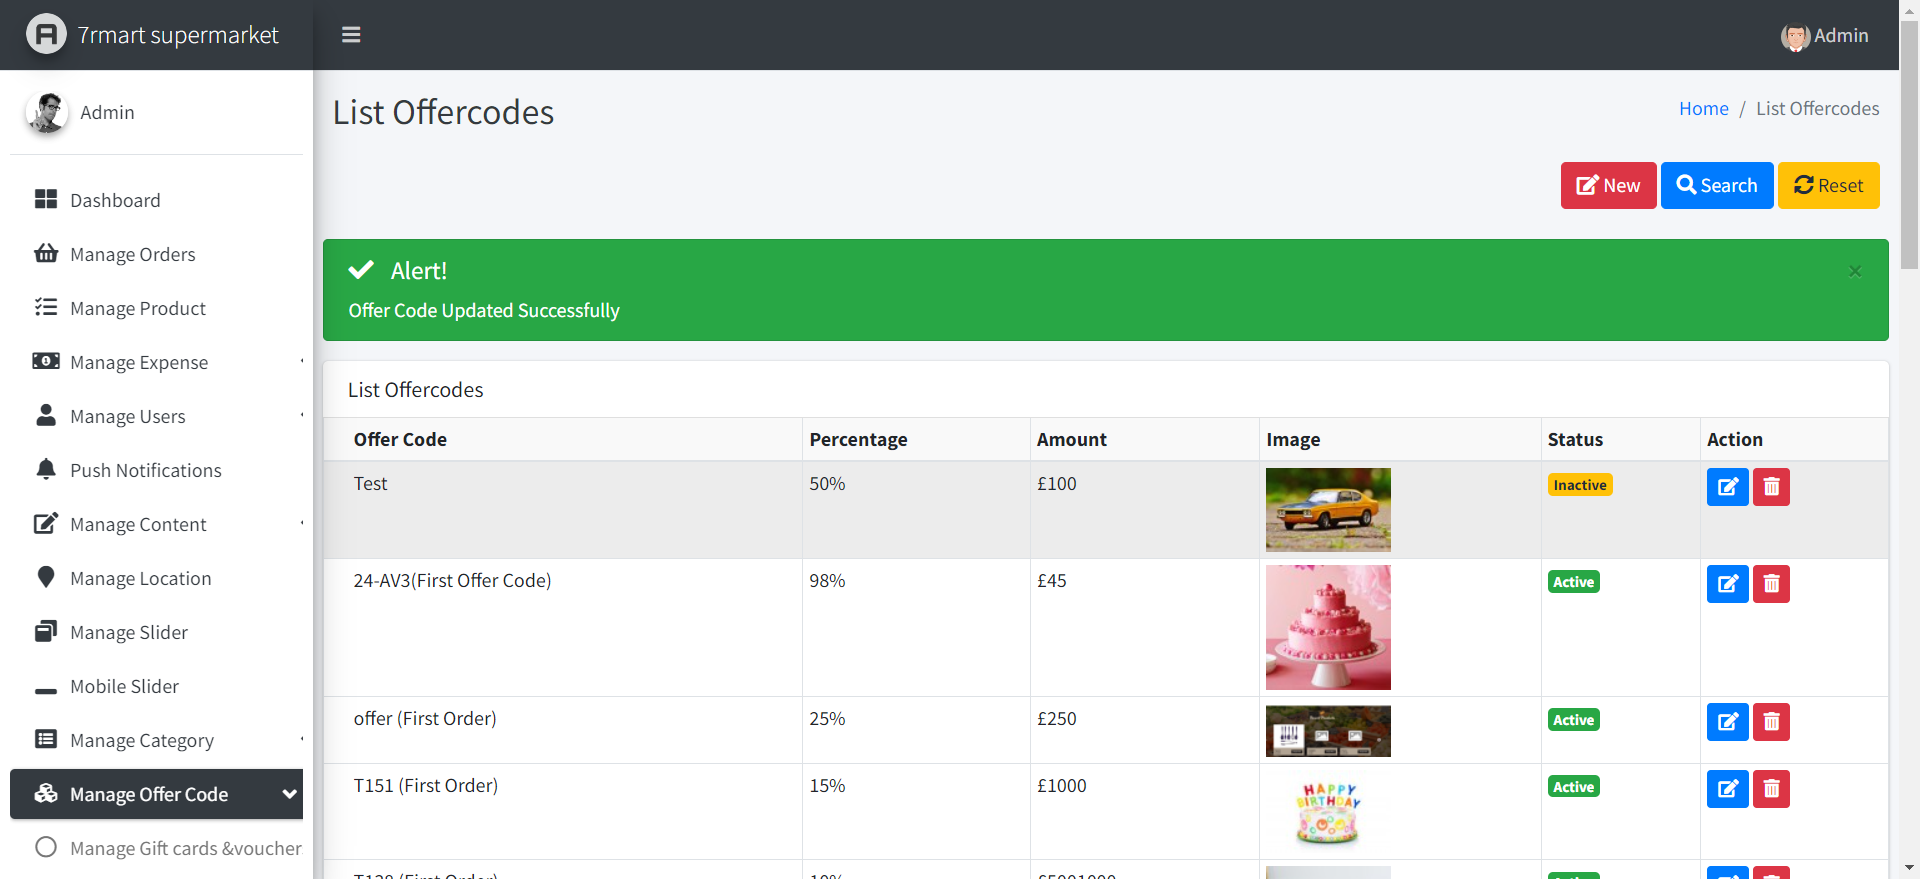 7rmart supermarket
Admin
Admin
List Offercodes
Home / List Offercodes
Dashboard
Manage Orders
Manage Product
Manage Expense
Manage Users
Push Notifications
Manage Content
Manage Location
Manage Slider
Mobile Slider
Manage Category
Manage Offer Code
Manage Gift cards &voucher
New
Search
Reset
Alert!
×
Offer Code Updated Successfully
List Offercodes
Offer Code Percentage Amount Image Status Action
Test 50% £100 Inactive
24-AV3(First Offer Code) 98% £45 Active
offer (First Order) 25% £250 Active
T151 (First Order) 15% £1000 Active
HAPPY
BIRTHDAY